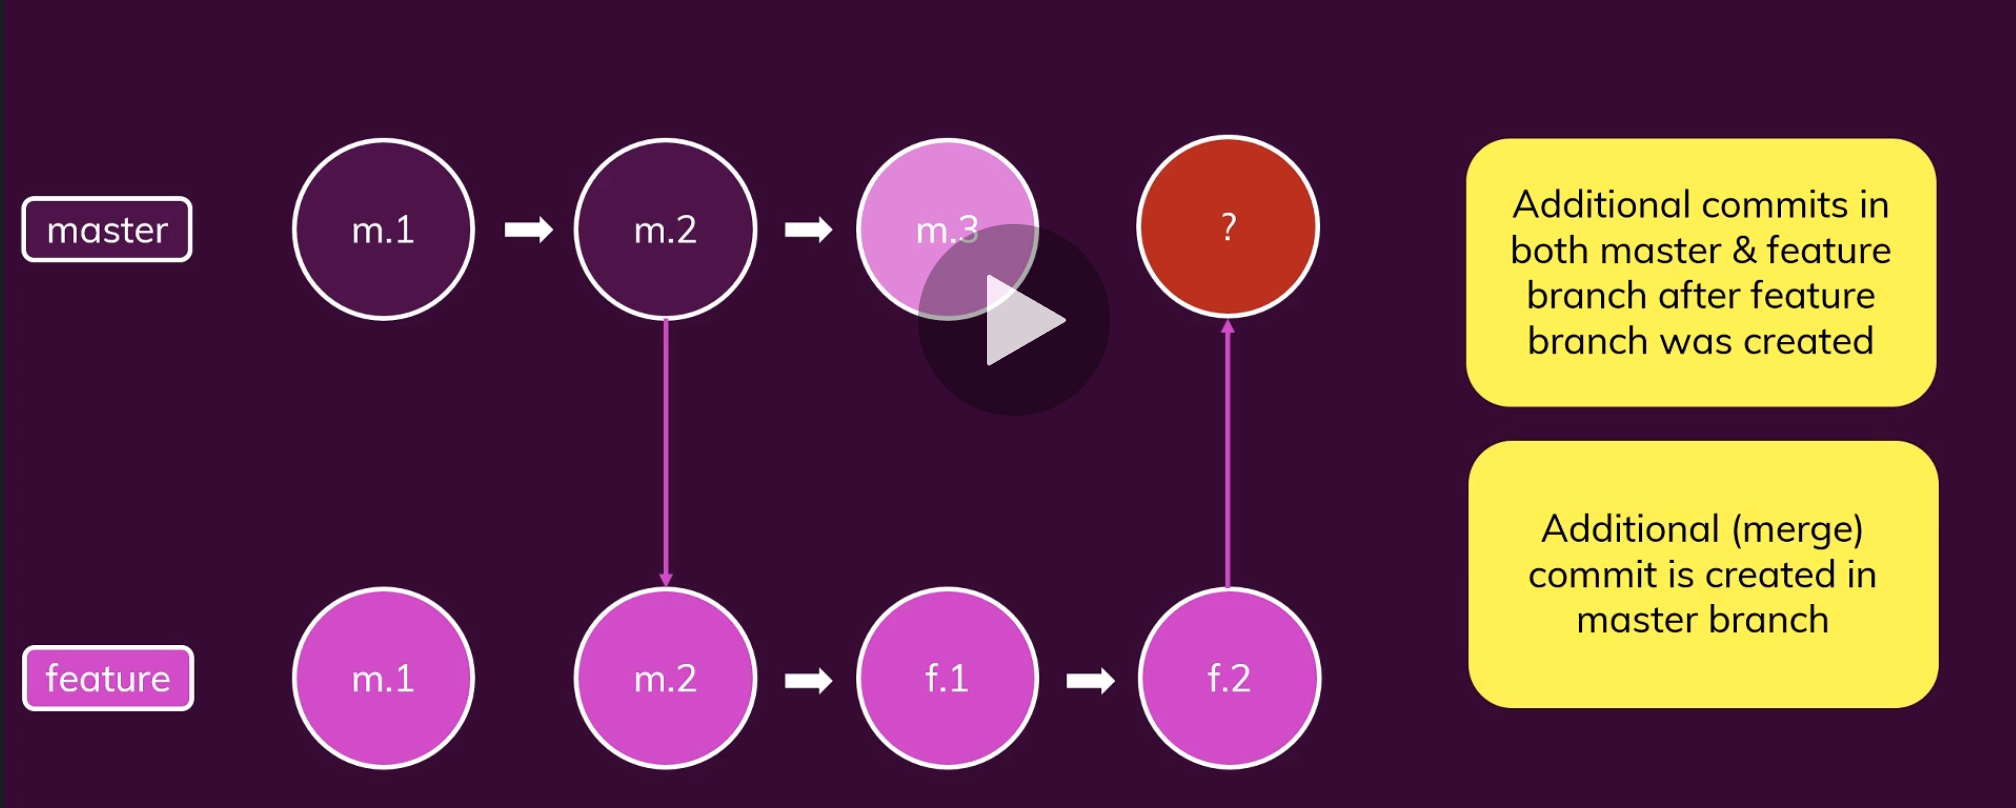 master
m.1
m.2
m.3
?
Additional commits in
both master & feature
branch after feature
branch was created
Additional (merge)
commit is created in
master branch
feature
m.1
m.2
f.1
f.2